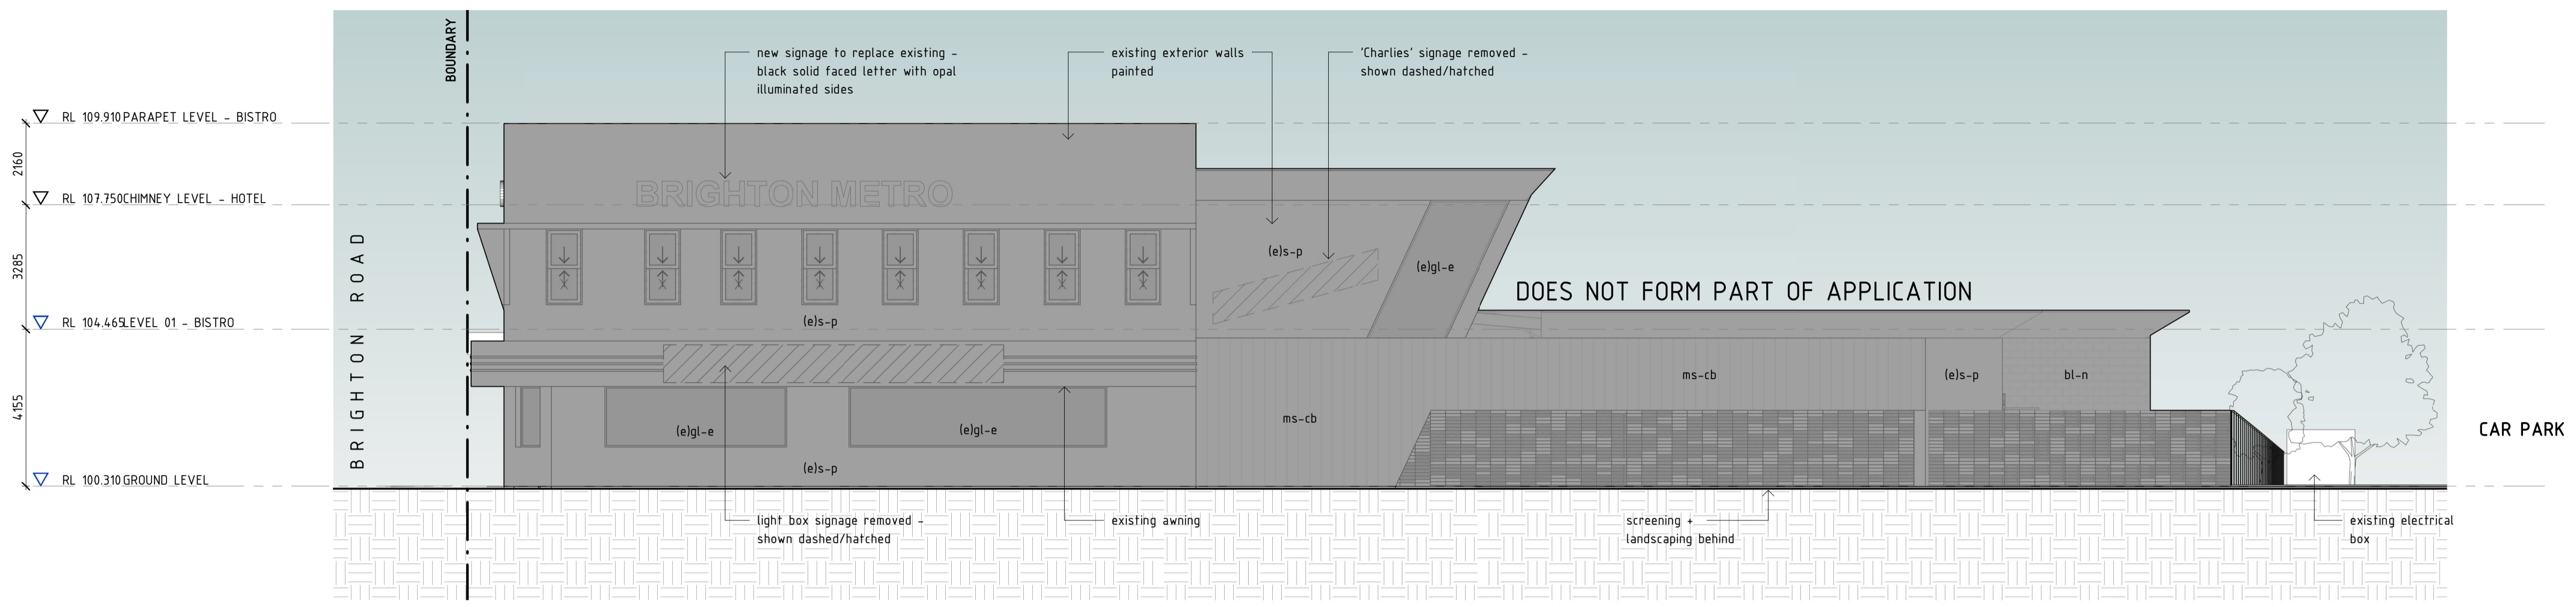 BOUNDARY
new signage to replace existing -
black solid faced letter with opal
illuminated sides
existing exterior walls
painted
'Charlies' signage removed -
shown dashed/hatched
RL 109.910 PARAPET LEVEL - BISTRO
2160
RL 107.750 CHIMNEY LEVEL - HOTEL
BRIGHTON METRO
3285
BRIGHTON ROAD
(e)s-p
(e)gl-e
DOES NOT FORM PART OF APPLICATION
RL 104.465 LEVEL 01 - BISTRO
(e)s-p
4155
ms-cb
(e)s-p
bl-n
(e)gl-e
(e)gl-e
ms-cb
CAR PARK
(e)s-p
RL 100.310 GROUND LEVEL
light box signage removed -
shown dashed/hatched
existing awning
screening +
landscaping behind
existing electrical
box